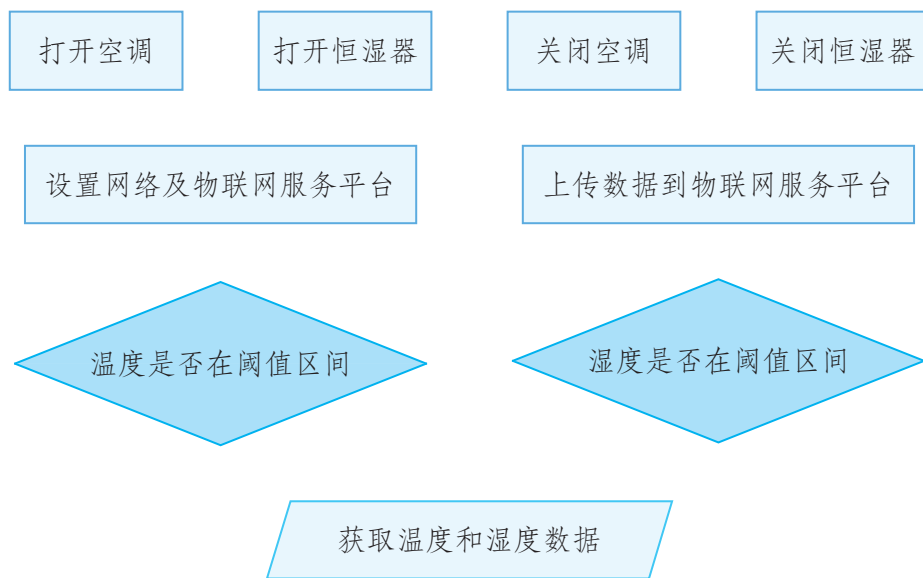 打开空调
打开恒湿器
关闭空调
关闭恒湿器
设置网络及物联网服务平台
上传数据到物联网服务平台
温度是否在阈值区间
湿度是否在阈值区间
获取温度和湿度数据